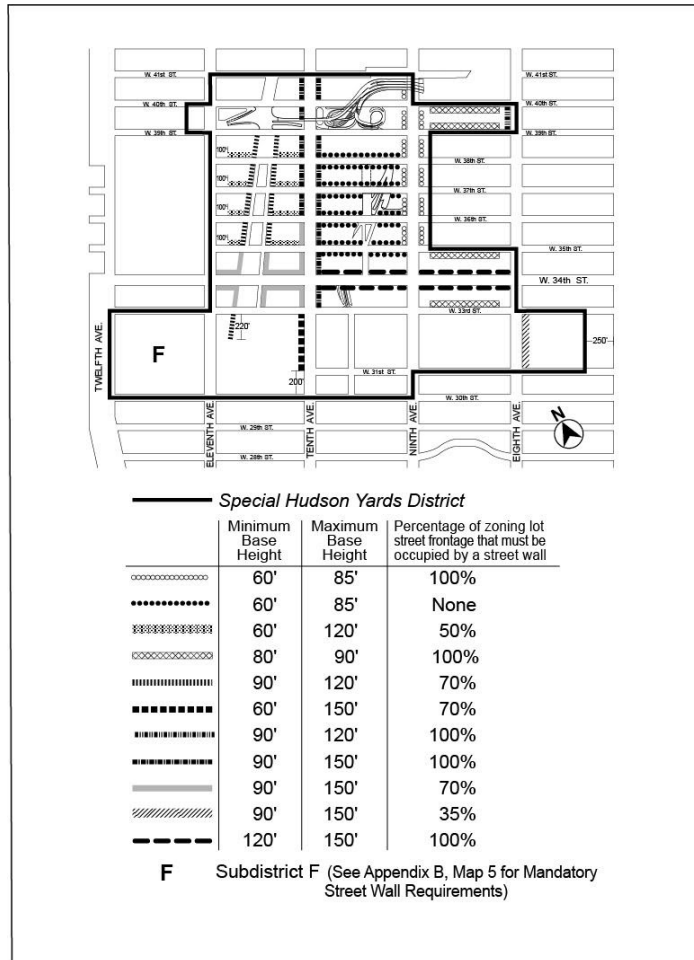 W. 41st ST.
W. 41st ST.
W. 40th ST.
W. 40th ST.
W. 39th ST.
W. 39th ST.
100'
W. 38th ST.
100'
W. 37th ST.
100'
W. 36th ST.
100'
W. 35th ST.
W. 34th ST.
W. 33rd ST.
220'
F
250'
W. 31st ST.
200'
W. 30th ST.
TWELFTH AVE.
ELEVENTH AVE.
TENTH AVE.
NINTH AVE.
EIGHTH AVE.
N
W. 29th ST.
W. 28th ST.
Special Hudson Yards District
Minimum Base Height
Maximum Base Height
Percentage of zoning lot street frontage that must be occupied by a street wall
60' 85' 100%
60' 85' None
60' 120' 50%
80' 90' 100%
90' 120' 70%
60' 150' 70%
90' 120' 100%
90' 150' 100%
90' 150' 70%
90' 150' 35%
120' 150' 100%
F Subdistrict F (See Appendix B, Map 5 for Mandatory
Street Wall Requirements)